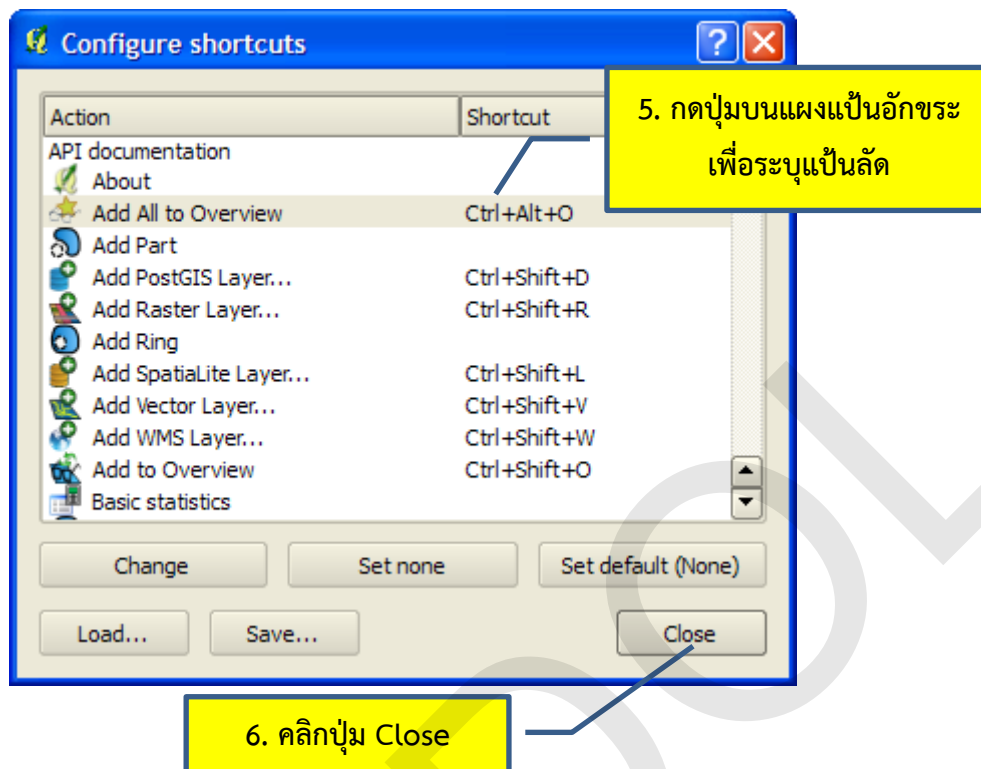 Configure shortcuts
5. กดปุ่มบนแผงแป้นอักขระ
เพื่อระบุแป้นลัด
Action Shortcut
API documentation
About
Add All to Overview Ctrl+Alt+O
Add Part
Add PostGIS Layer... Ctrl+Shift+D
Add Raster Layer... Ctrl+Shift+R
Add Ring
Add SpatiaLite Layer... Ctrl+Shift+L
Add Vector Layer... Ctrl+Shift+V
Add WMS Layer... Ctrl+Shift+W
Add to Overview Ctrl+Shift+O
Basic statistics
Change Set none Set default (None)
Load... Save... Close
6. คลิกปุ่ม Close